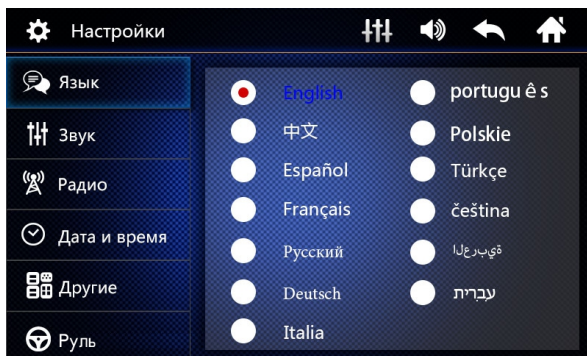 Настройки
Язык
Звук
Радио
Дата и время
Другие
Руль
English
中文
Español
Français
Русский
Deutsch
Italia
portugu ê s
Polskie
Türkçe
čeština
ةيبرعلا
עברית